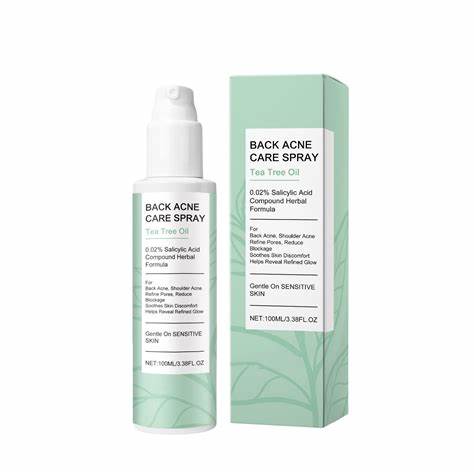 BACK ACNE
CARE SPRAY
Tea Tree Oil
0.02% Salicylic Acid
Compound Herbal
Formula
For
Back Acne, Shoulder Acne
Refine Pores, Reduce
Blockage
Soothes Skin Discomfort
Helps Reveal Refined Glow
Gentle On SENSITIVE
SKIN
NET:100ML/3.38FL OZ
BACK ACNE
CARE SPRAY
Tea Tree Oil
0.02% Salicylic Acid
Compound Herbal
Formula
For
Back Acne, Shoulder Acne
Refine Pores, Reduce
Blockage
Soothes Skin Discomfort
Helps Reveal Refined Glow
Gentle On SENSITIVE
SKIN
NET:100ML/3.38FL OZ